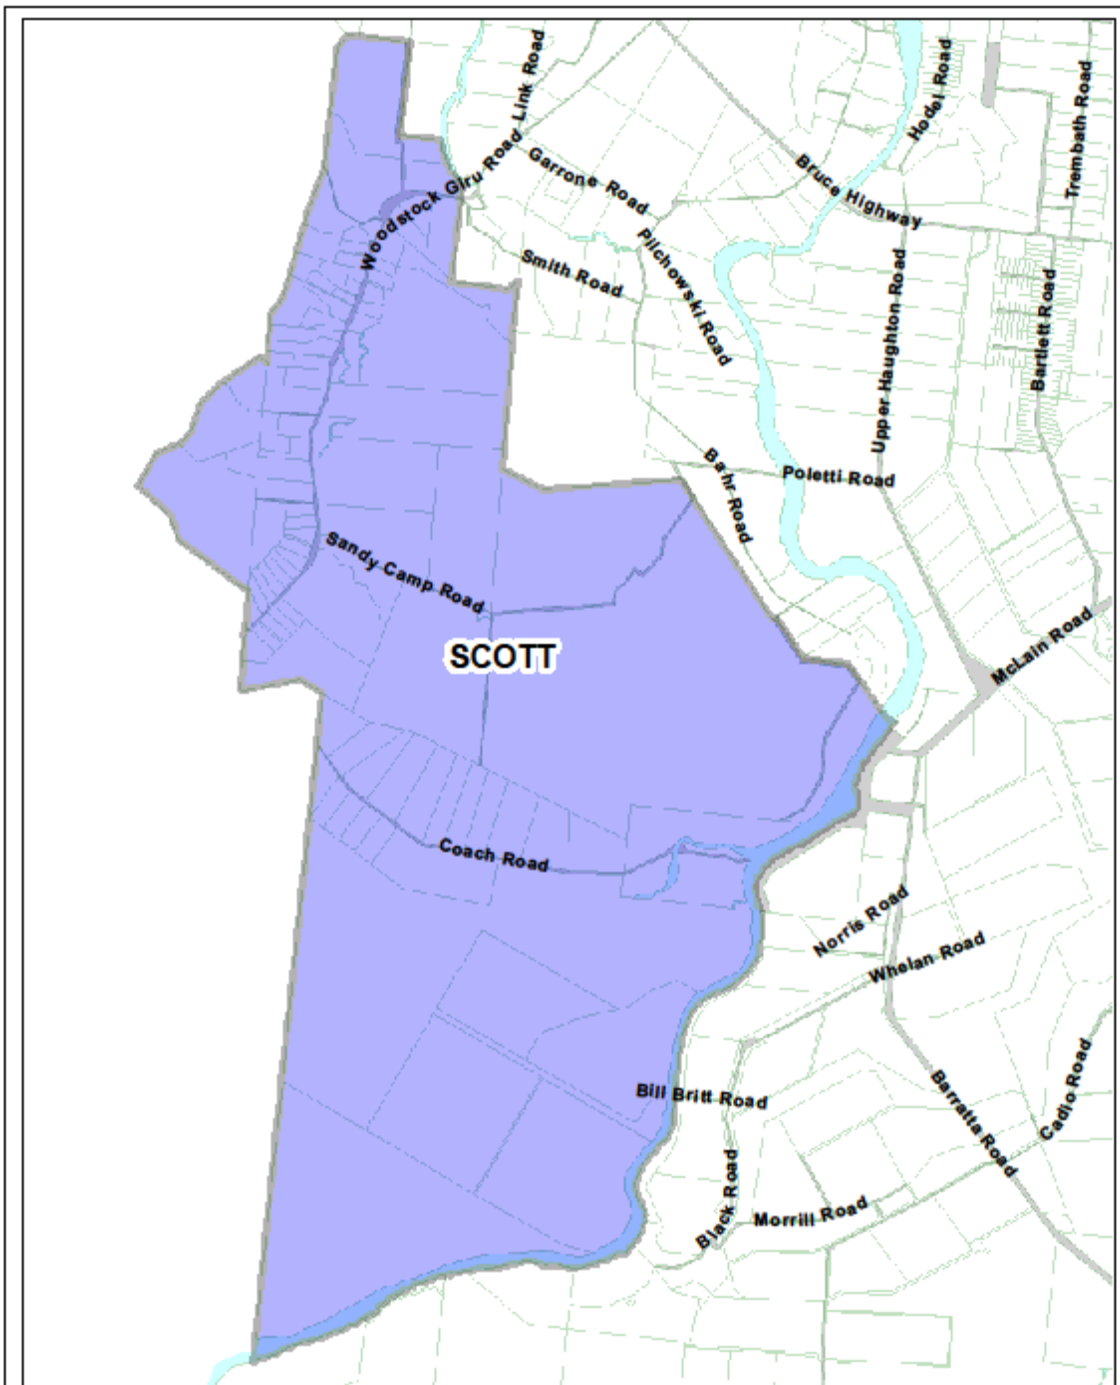 Link Road
Hodel Road
Trembath Road
Woodstock Giru Road
Garrone Road
Bruce Highway
Smith Road
Pilchowski Road
Upper Haughton Road
Bartlett Road
Bahr Road
Poletti Road
Sandy Camp Road
SCOTT
McLain Road
Coach Road
Norris Road
Whelan Road
Bill Britt Road
Barratta Road
Cadio Road
Black Road
Morrill Road